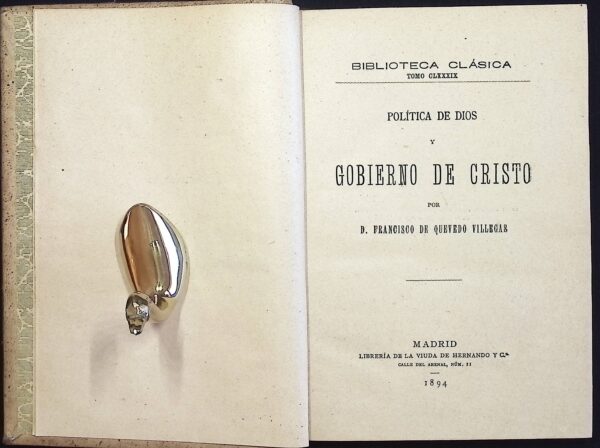 BIBLIOTECA CLÁSICA
TOMO CLXXXIX
POLÍTICA DE DIOS
Y
GOBIERNO DE CRISTO
POR
D. FRANCISCO DE QUEVEDO VILLEGAS
MADRID
LIBRERÍA DE LA VIUDA DE HERNANDO Y C.ª
CALLE DEL ARENAL, NÚM. 11
1894